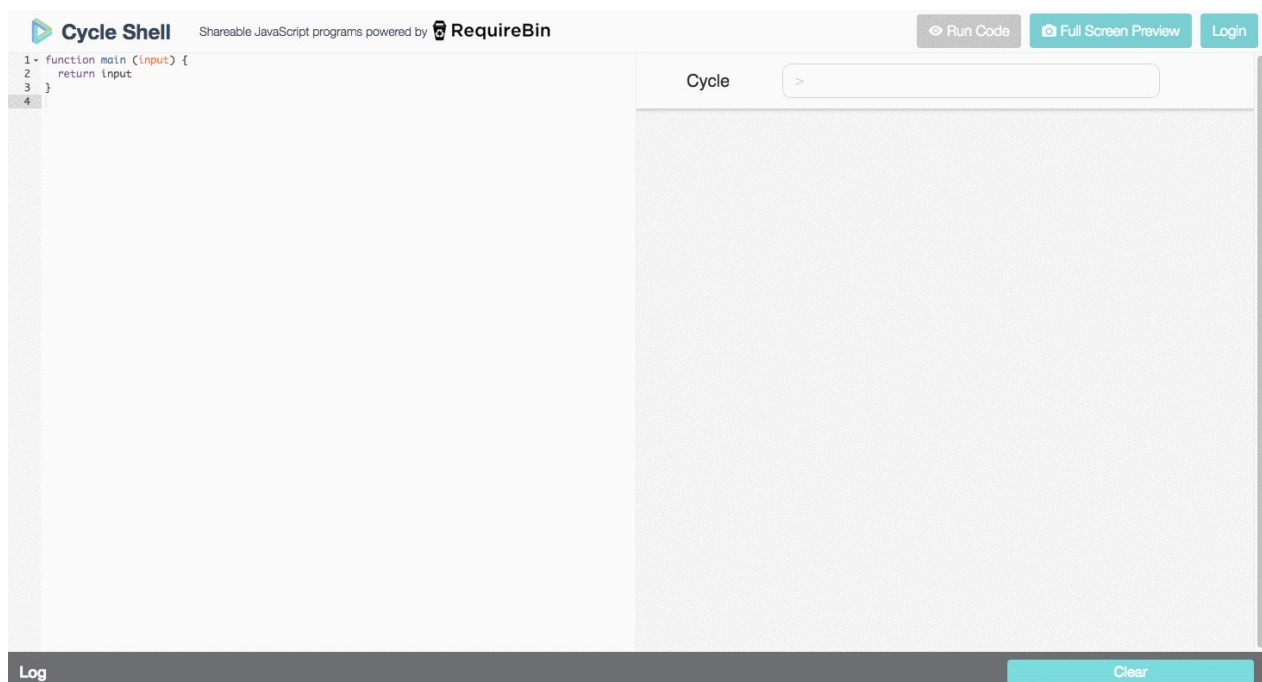 Cycle Shell Shareable JavaScript programs powered by RequireBin Run Code Full Screen Preview Login
1 function main (input) {
2 return input
3 }
4
Cycle >
Log Clear